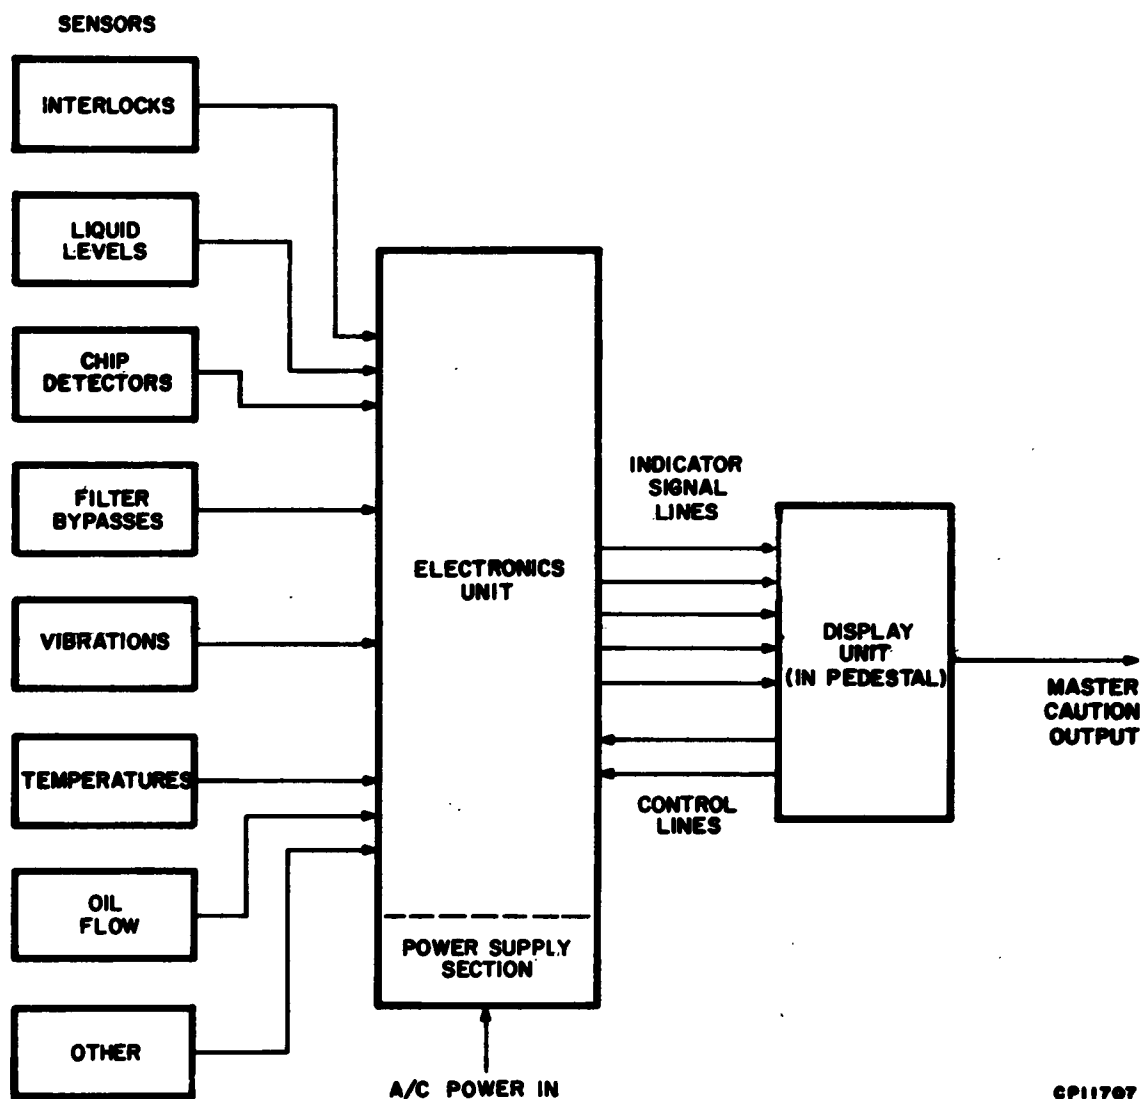 SENSORS
INTERLOCKS
LIQUID
LEVELS
CHIP
DETECTORS
FILTER
BYPASSES
VIBRATIONS
TEMPERATURES
OIL
FLOW
OTHER
ELECTRONICS
UNIT
POWER SUPPLY
SECTION
A/C POWER IN
INDICATOR
SIGNAL
LINES
CONTROL
LINES
DISPLAY
UNIT
(IN PEDESTAL)
MASTER
CAUTION
OUTPUT
CP11707